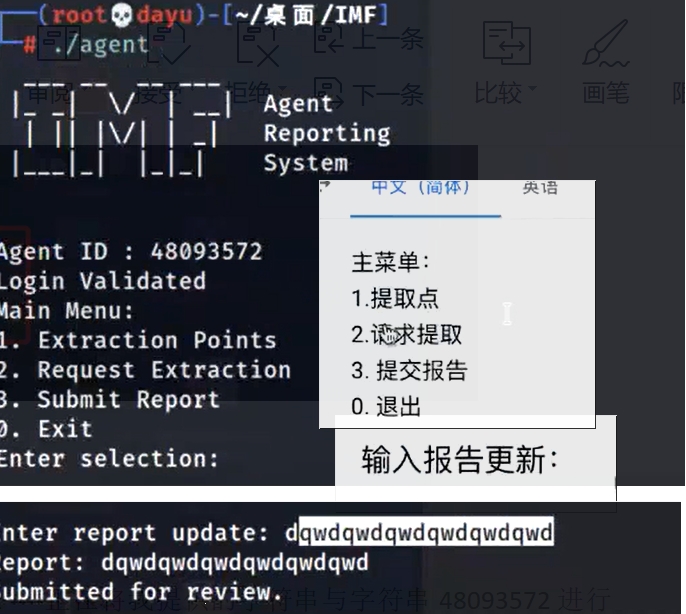 (root💀dayu)-[~/桌面/IMF]
# ./agent
上一条
审阅 接受 拒绝 下一条 比较 画笔
Agent
Reporting
System
中文（简体） 英语
Agent ID : 48093572
Login Validated
Main Menu:
1. Extraction Points
2. Request Extraction
3. Submit Report
0. Exit
Enter selection:
主菜单：
1.提取点
2.请求提取
3. 提交报告
0. 退出
输入报告更新：
Enter report update: dqwdqwdqwdqwdqwdqwd
Report: dqwdqwdqwdqwdqwdqwd
Submitted for review.
字符串与字符串 48093572 进行